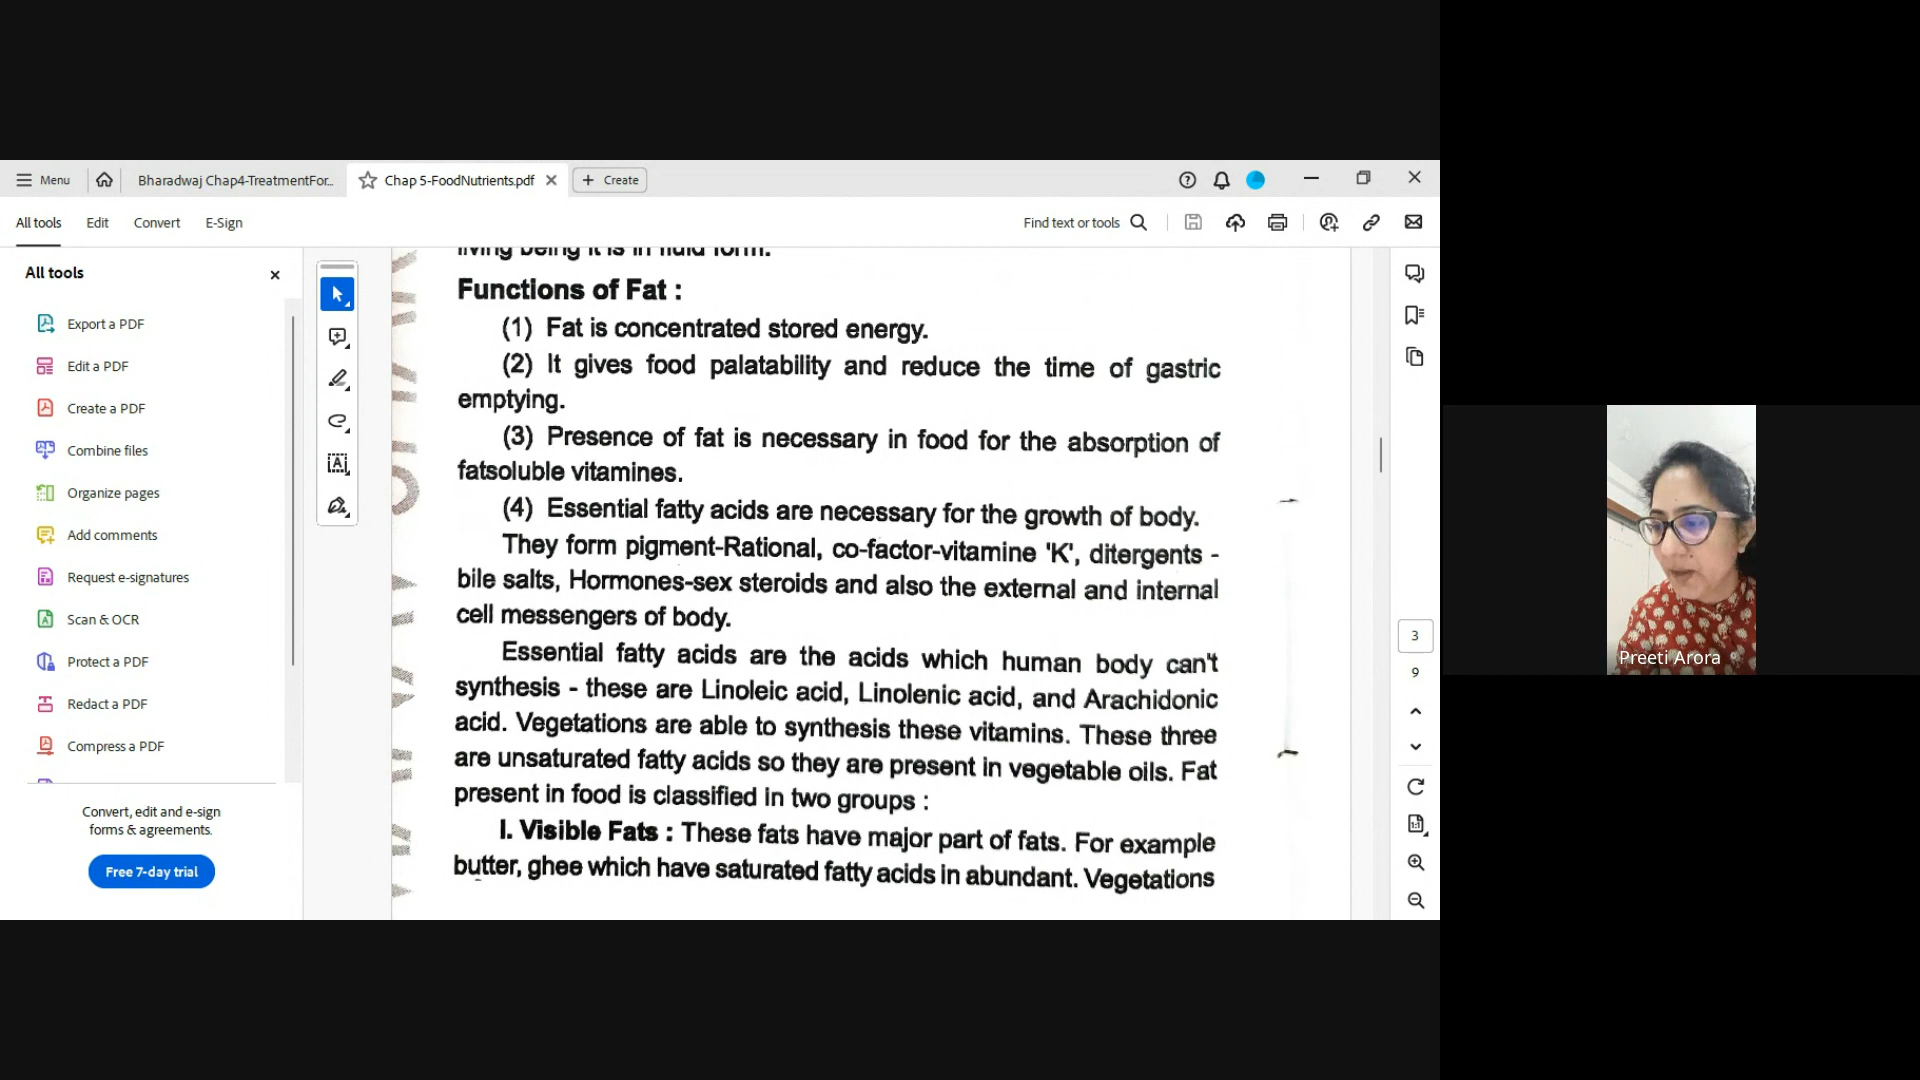 Menu
Bharadwaj Chap4-TreatmentFor...
Chap 5-FoodNutrients.pdf
Create
All tools
Edit
Convert
E-Sign
Find text or tools
All tools
Export a PDF
Edit a PDF
Create a PDF
Combine files
Organize pages
Add comments
Request e-signatures
Scan & OCR
Protect a PDF
Redact a PDF
Compress a PDF
Convert, edit and e-sign
forms & agreements.
Free 7-day trial
living being it is in fluid form.
Functions of Fat :
(1) Fat is concentrated stored energy.
(2) It gives food palatability and reduce the time of gastric
emptying.
(3) Presence of fat is necessary in food for the absorption of
fatsoluble vitamines.
(4) Essential fatty acids are necessary for the growth of body.
They form pigment-Rational, co-factor-vitamine 'K', ditergents -
bile salts, Hormones-sex steroids and also the external and internal
cell messengers of body.
Essential fatty acids are the acids which human body can't
synthesis - these are Linoleic acid, Linolenic acid, and Arachidonic
acid. Vegetations are able to synthesis these vitamins. These three
are unsaturated fatty acids so they are present in vegetable oils. Fat
present in food is classified in two groups :
I. Visible Fats : These fats have major part of fats. For example
butter, ghee which have saturated fatty acids in abundant. Vegetations
3
9
Preeti Arora